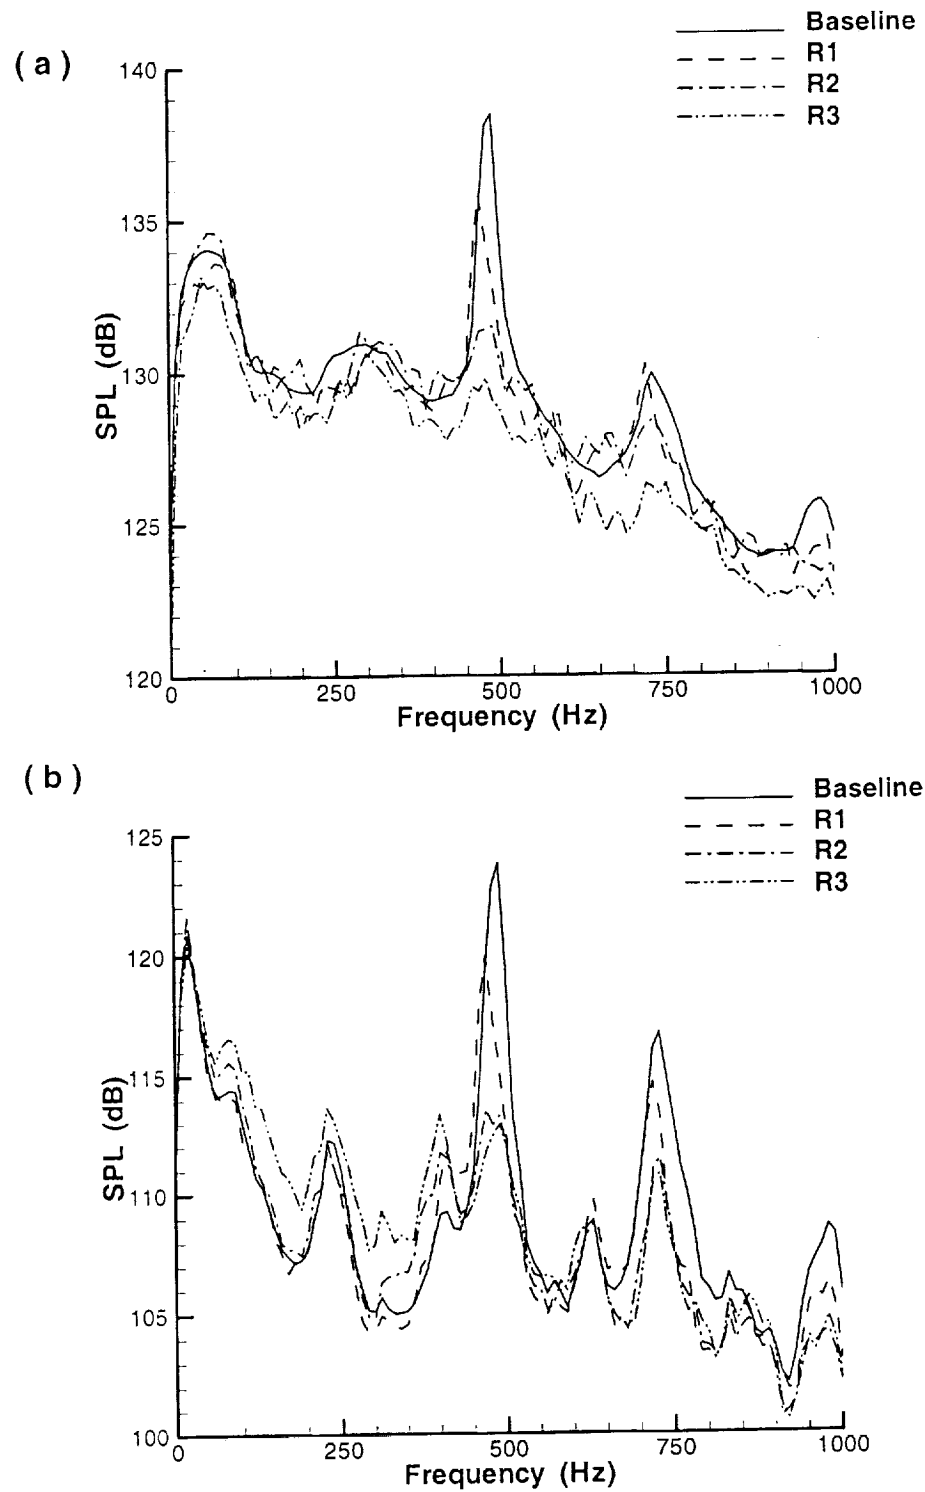 (a)
Baseline
R1
R2
R3
140
135
130
125
120
SPL (dB)
0 250 500 750 1000
Frequency (Hz)
(b)
Baseline
R1
R2
R3
125
120
115
110
105
100
SPL (dB)
0 250 500 750 1000
Frequency (Hz)